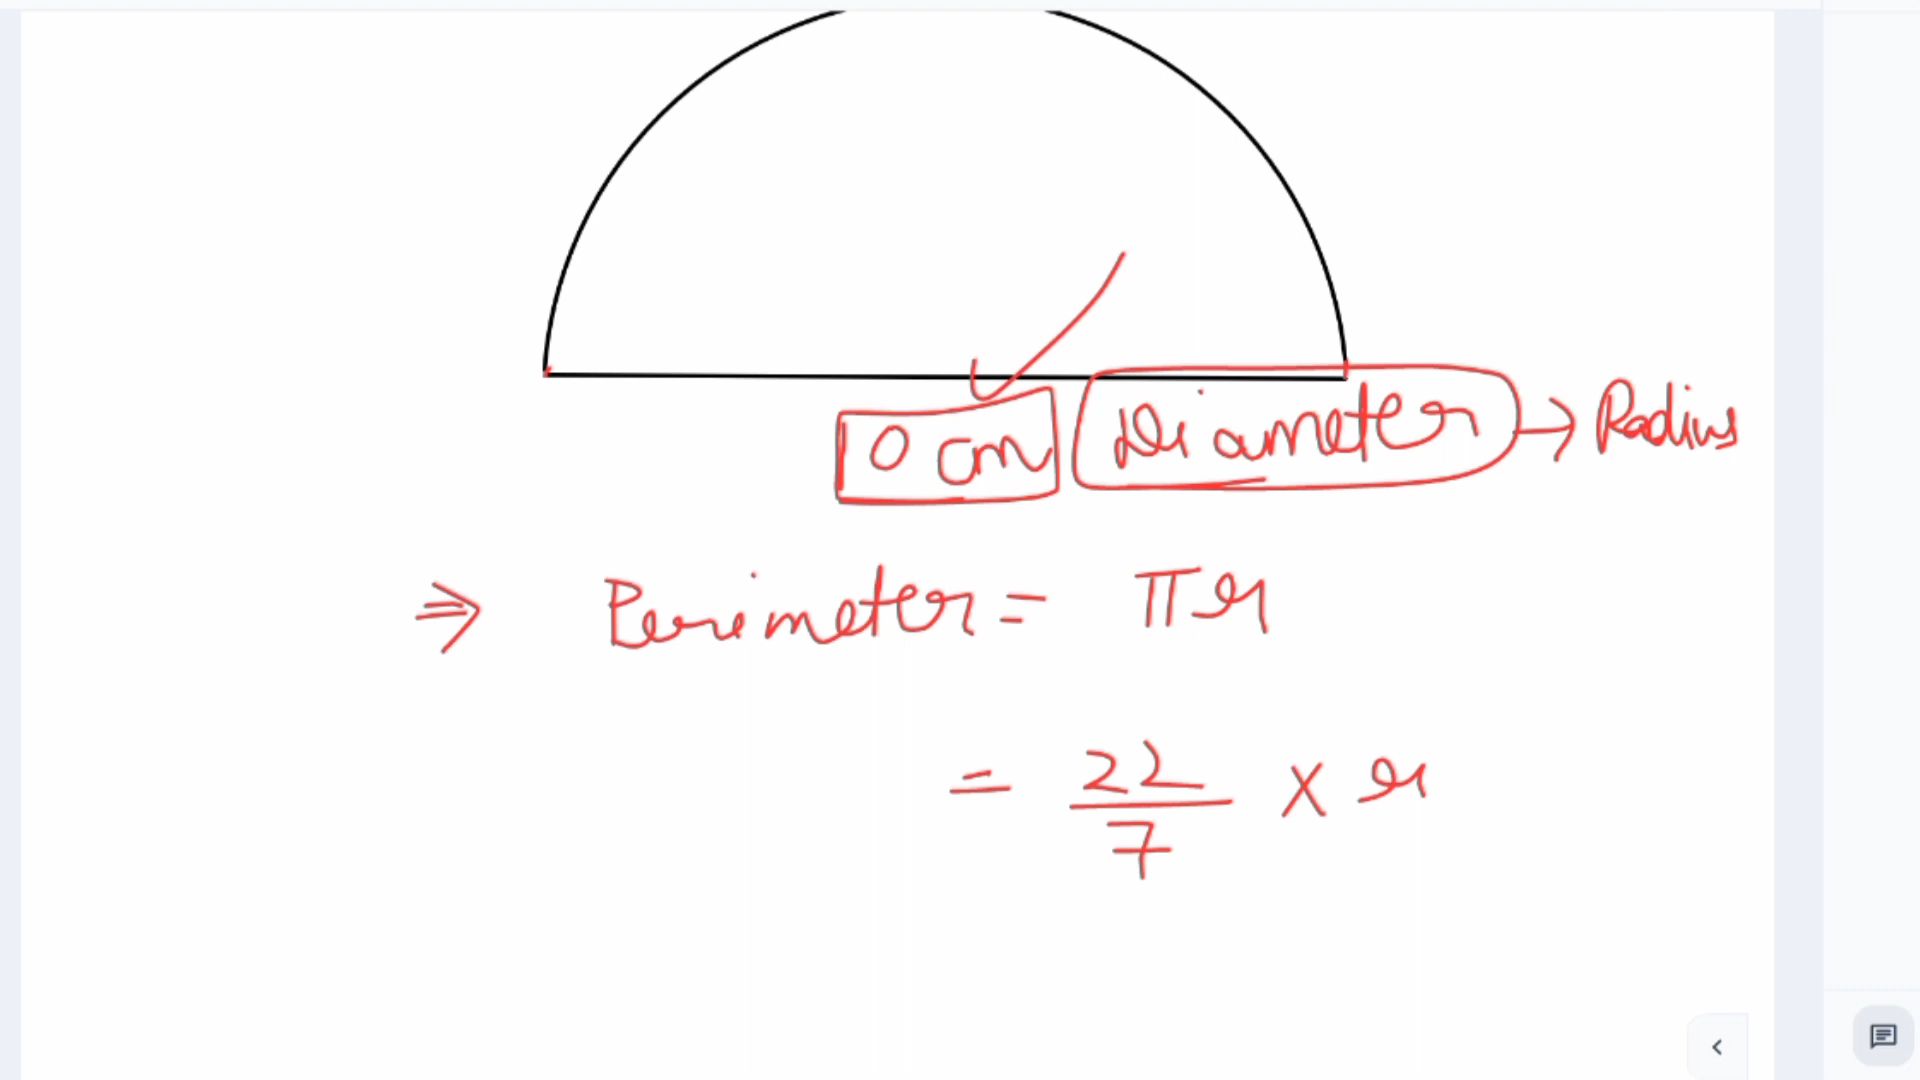 10 cm Diameter → Radius
⇒ Perimeter = πr
= 22/7 × r